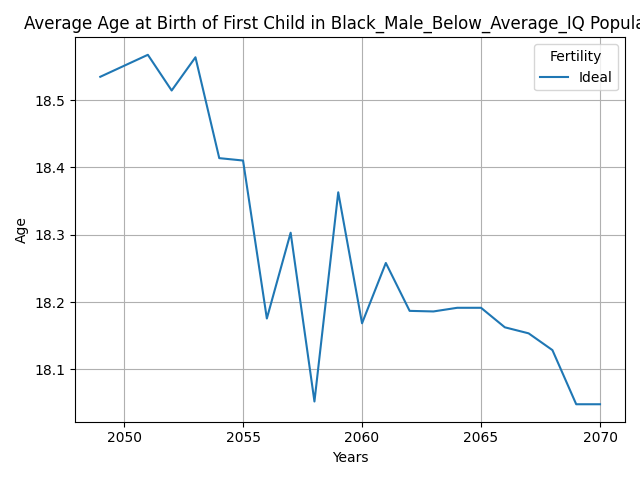 Average Age at Birth of First Child in Black_Male_Below_Average_IQ Popula
Fertility
Ideal
18.5
18.4
18.3
18.2
18.1
Age
2050 2055 2060 2065 2070
Years